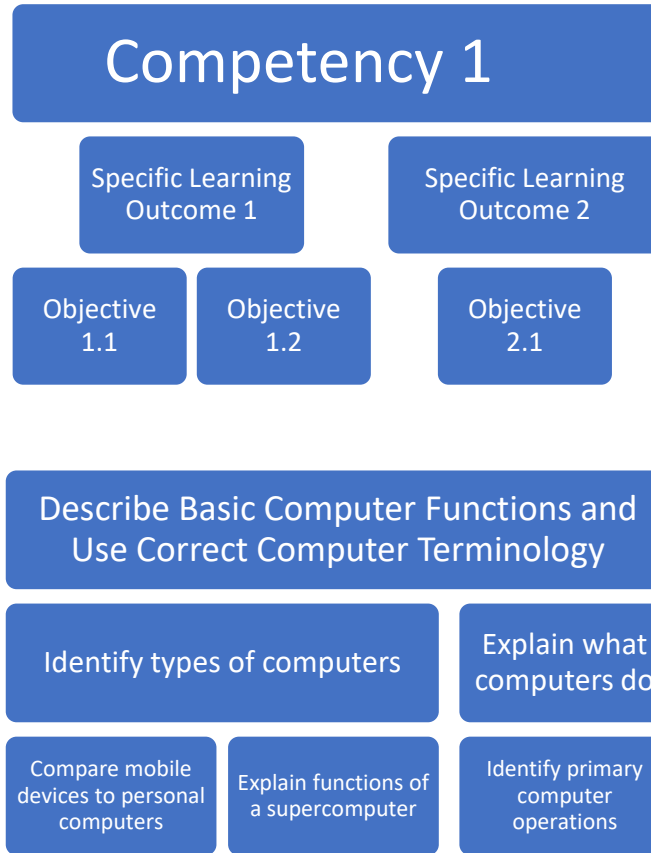 Competency 1
Specific Learning
Outcome 1
Specific Learning
Outcome 2
Objective
1.1
Objective
1.2
Objective
2.1
Describe Basic Computer Functions and
Use Correct Computer Terminology
Identify types of computers
Explain what
computers do
Compare mobile
devices to personal
computers
Explain functions of
a supercomputer
Identify primary
computer
operations